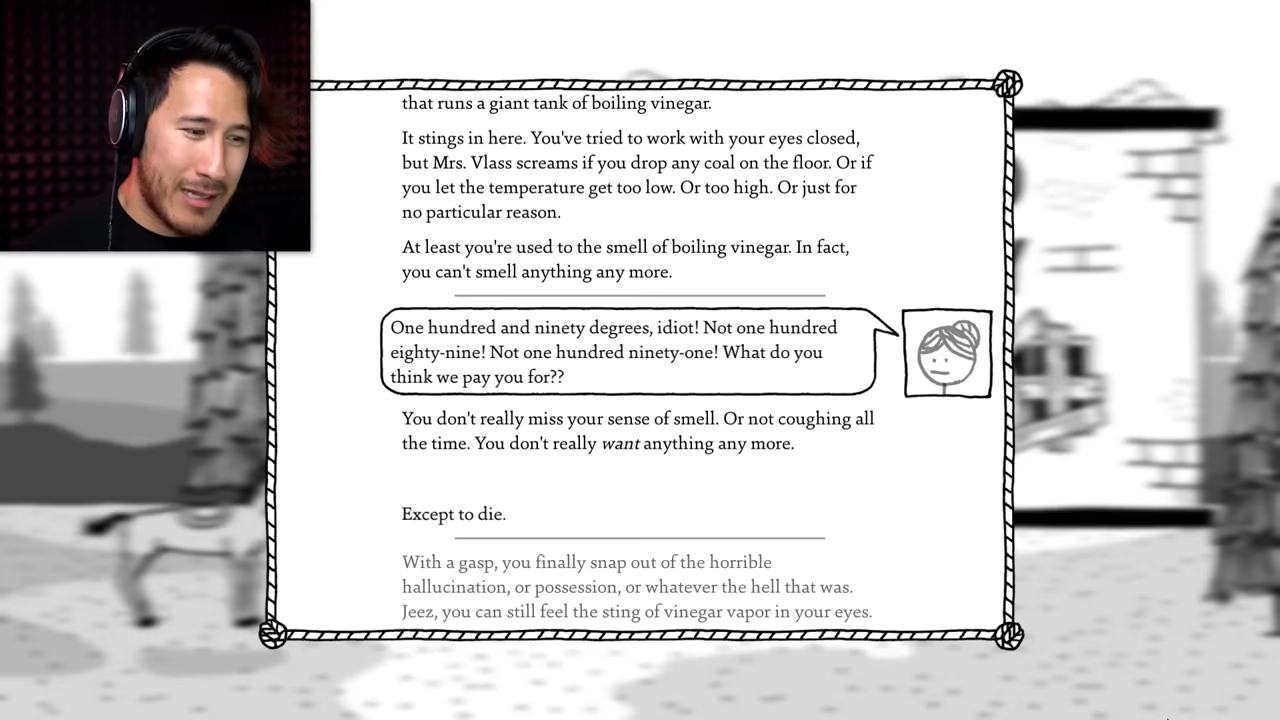 that runs a giant tank of boiling vinegar.
It stings in here. You've tried to work with your eyes closed,
but Mrs. Vlass screams if you drop any coal on the floor. Or if
you let the temperature get too low. Or too high. Or just for
no particular reason.
At least you're used to the smell of boiling vinegar. In fact,
you can't smell anything any more.
One hundred and ninety degrees, idiot! Not one hundred
eighty-nine! Not one hundred ninety-one! What do you
think we pay you for??
You don't really miss your sense of smell. Or not coughing all
the time. You don't really want anything any more.
Except to die.
With a gasp, you finally snap out of the horrible
hallucination, or possession, or whatever the hell that was.
Jeez, you can still feel the sting of vinegar vapor in your eyes.